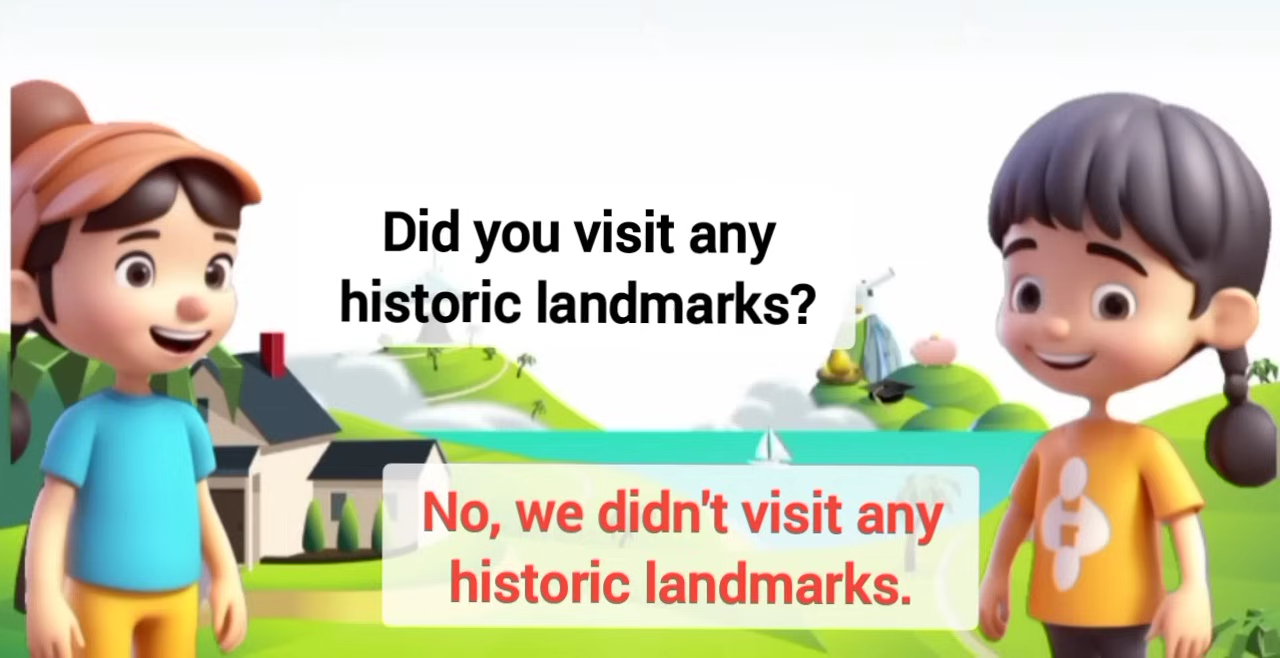 Did you visit any
historic landmarks?
No, we didn't visit any
historic landmarks.